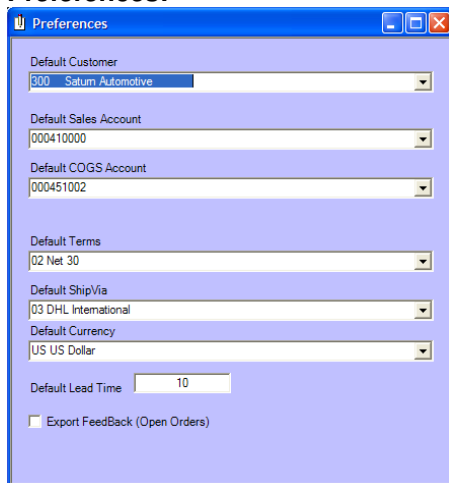 Preferences.
Preferences
Default Customer
300 Saturn Automotive
Default Sales Account
000410000
Default COGS Account
000451002
Default Terms
02 Net 30
Default ShipVia
03 DHL International
Default Currency
US US Dollar
Default Lead Time 10
Export FeedBack (Open Orders)